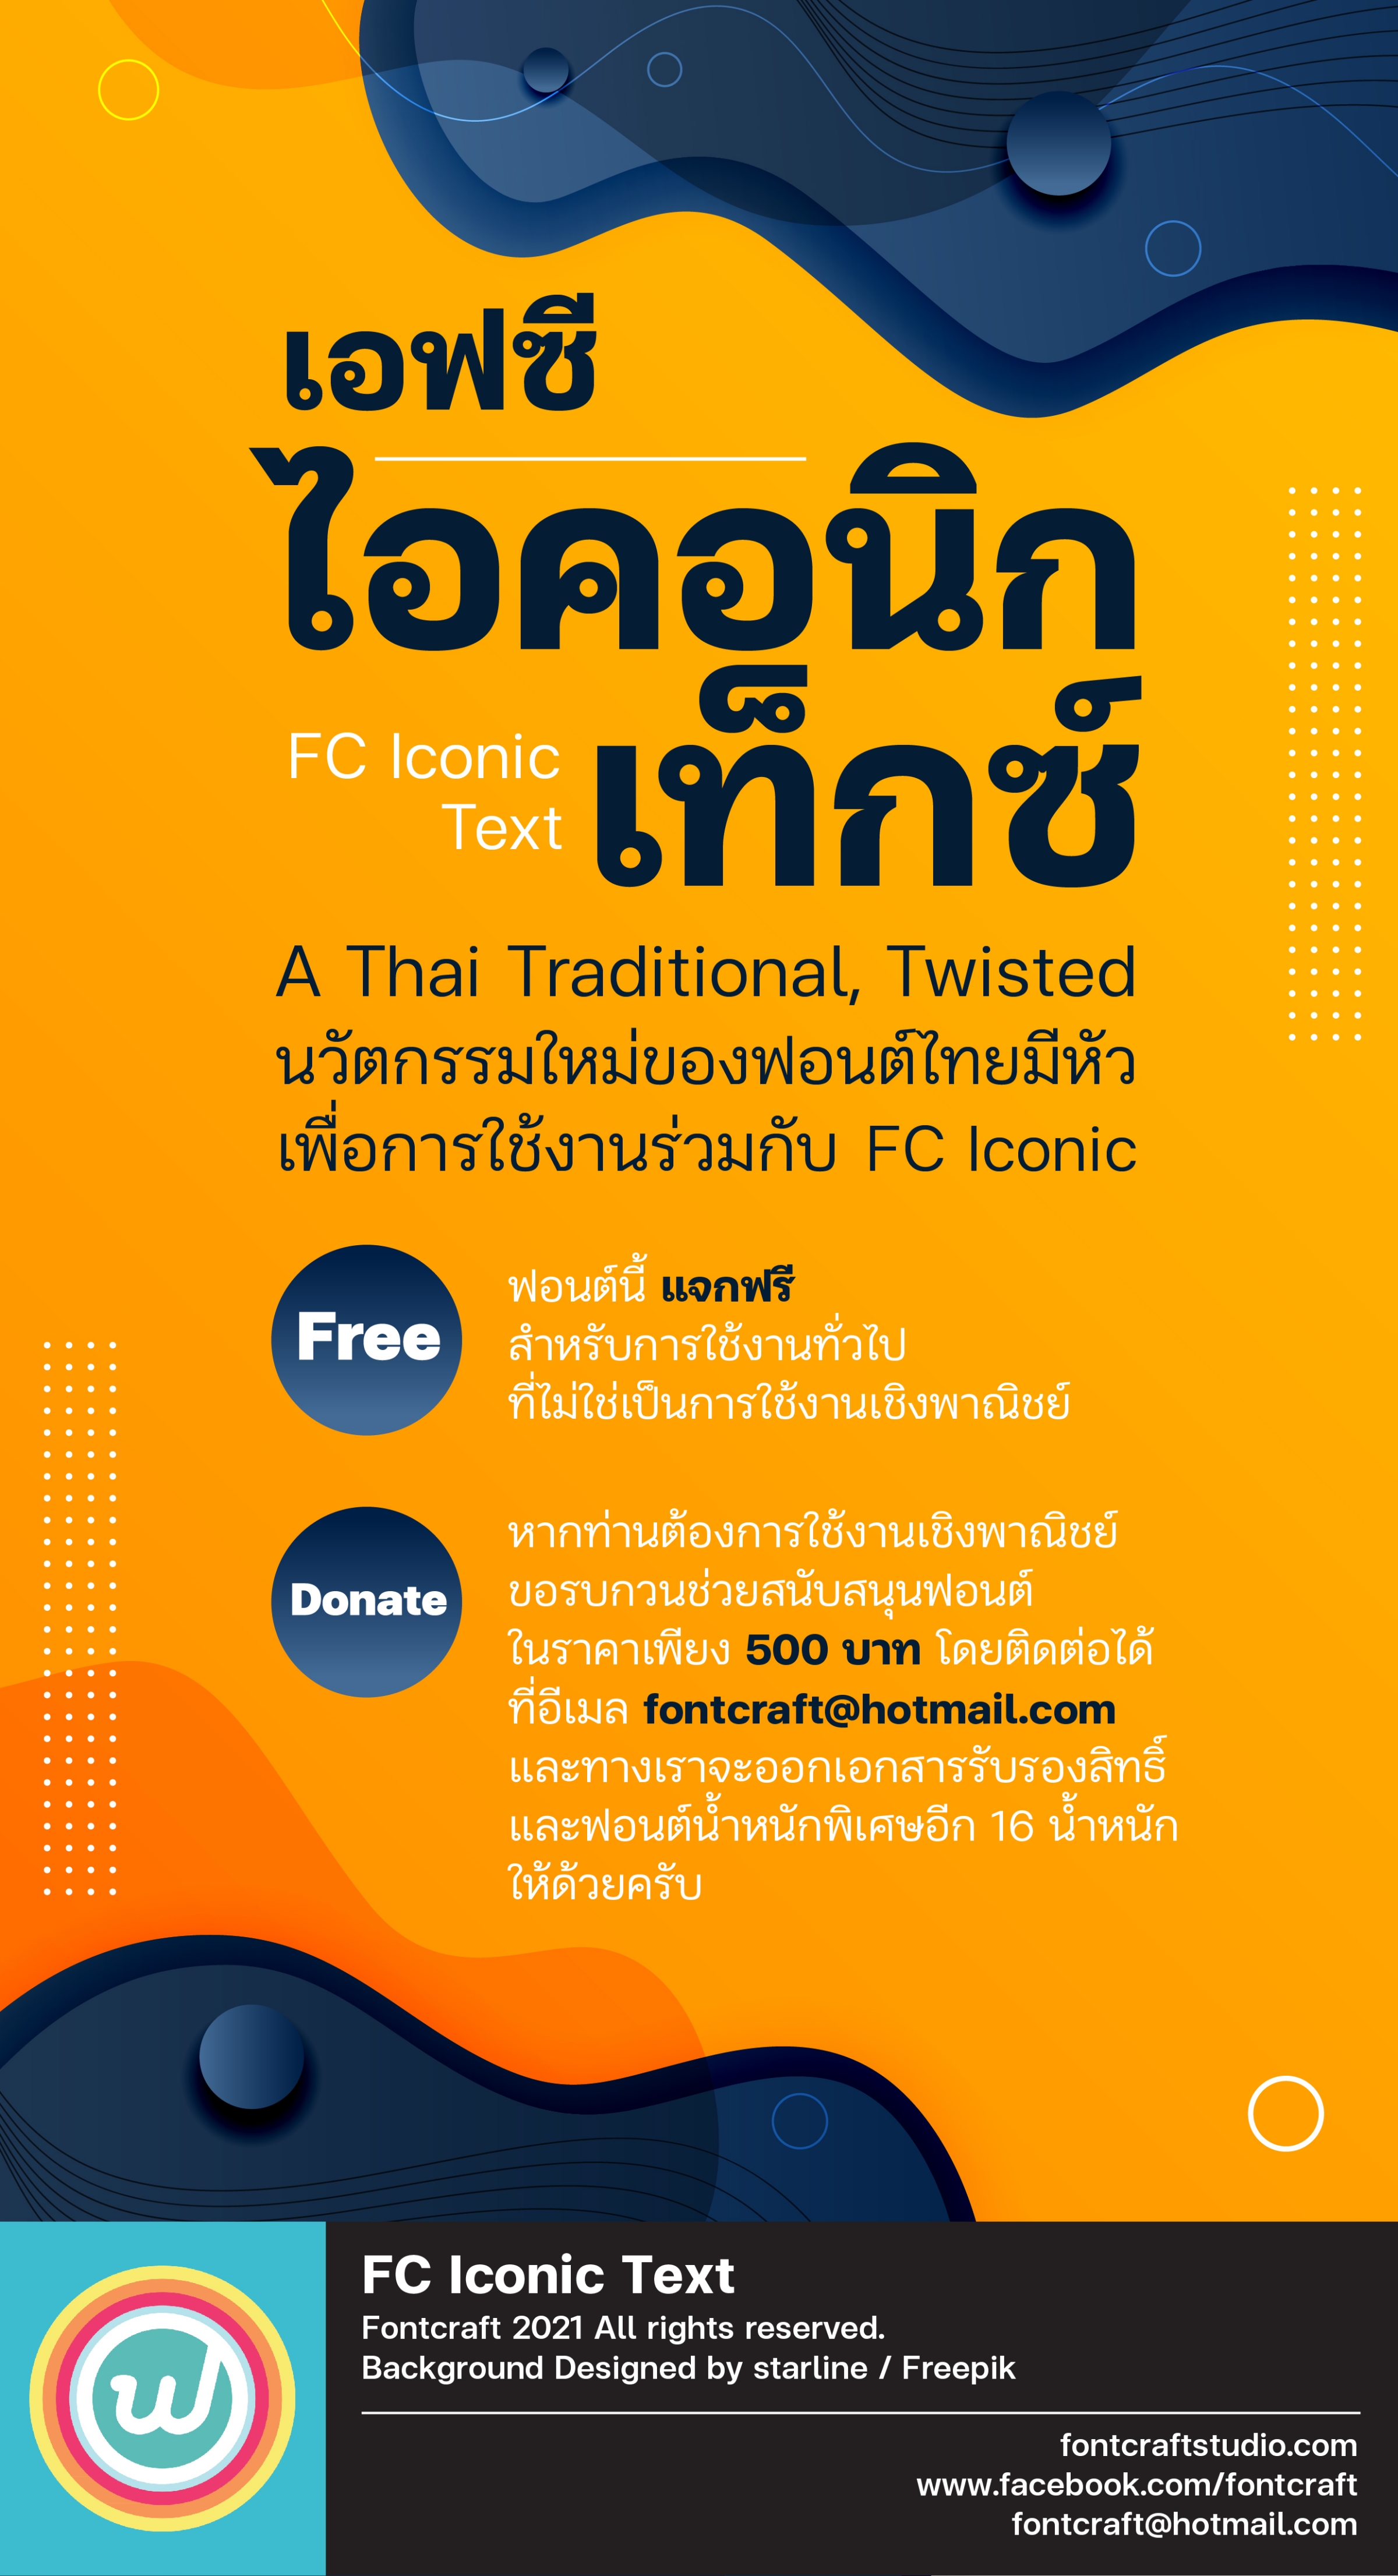 เอฟซี
ไอคอนิก
FC Iconic
Text
เท็กซ์
A Thai Traditional, Twisted
นวัตกรรมใหม่ของฟอนต์ไทยมีหัว
เพื่อการใช้งานร่วมกับ FC Iconic
Free
ฟอนต์นี้ แจกฟรี
สำหรับการใช้งานทั่วไป
ที่ไม่ใช่เป็นการใช้งานเชิงพาณิชย์
Donate
หากท่านต้องการใช้งานเชิงพาณิชย์
ขอรบกวนช่วยสนับสนุนฟอนต์
ในราคาเพียง 500 บาท โดยติดต่อได้
ที่อีเมล fontcraft@hotmail.com
และทางเราจะออกเอกสารรับรองสิทธิ์
และฟอนต์น้ำหนักพิเศษอีก 16 น้ำหนัก
ให้ด้วยครับ
w
FC Iconic Text
Fontcraft 2021 All rights reserved.
Background Designed by starline / Freepik
fontcraftstudio.com
www.facebook.com/fontcraft
fontcraft@hotmail.com